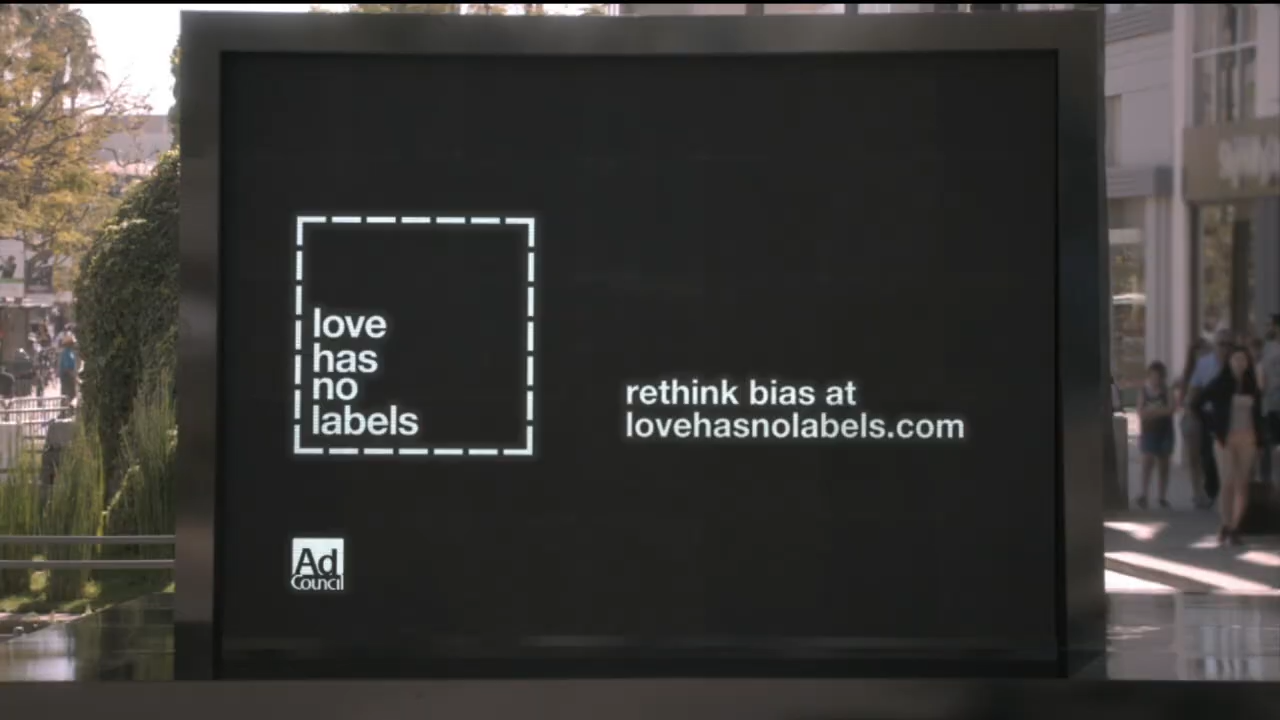 love
has
no
labels
rethink bias at
lovehasnolabels.com
Ad
Council